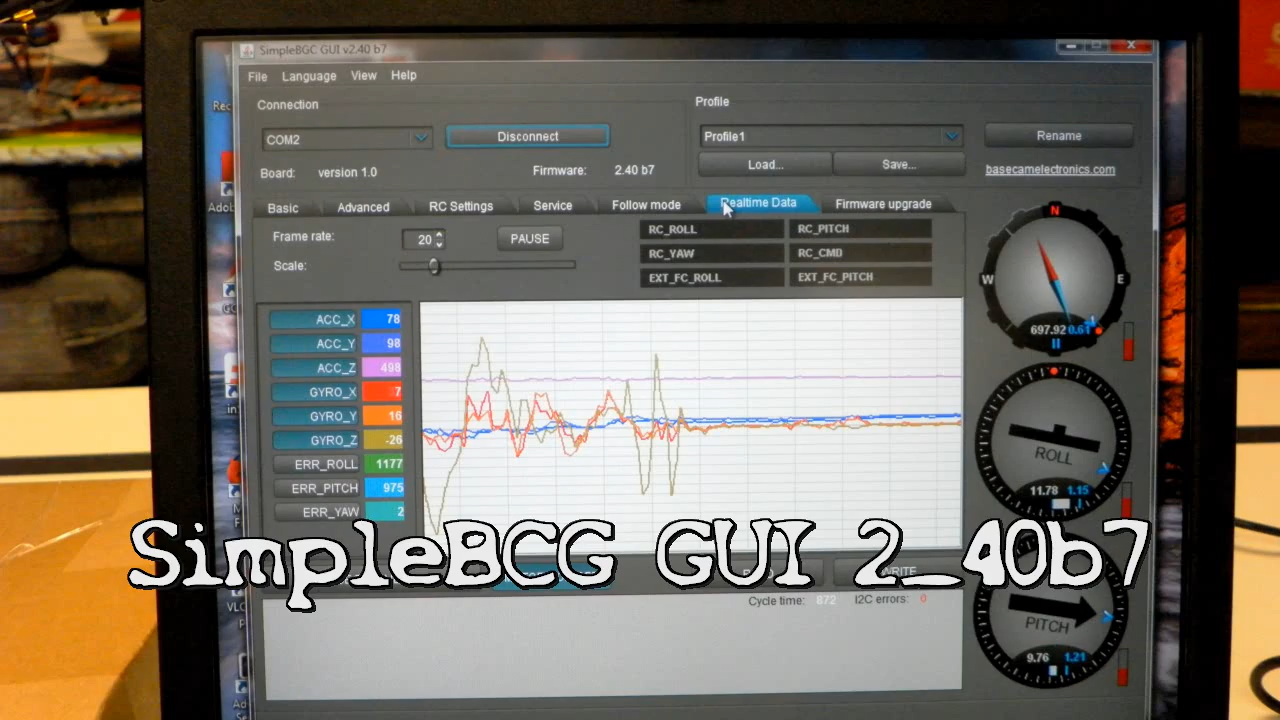 SimpleBGC GUI v2.40 b7
File Language View Help
Connection
Profile
COM2
Disconnect
Profile1
Rename
Load...
Save...
Board: version 1.0
Firmware: 2.40 b7
basecamelectronics.com
Basic Advanced RC Settings Service Follow mode Realtime Data Firmware upgrade
Frame rate: 20 PAUSE
Scale:
RC_ROLL RC_PITCH
RC_YAW RC_CMD
EXT_FC_ROLL EXT_FC_PITCH
N
W E
697.92 0.61
ACC_X 78
ACC_Y 98
ACC_Z 498
GYRO_X 7
GYRO_Y 16
GYRO_Z -26
ERR_ROLL 1177
ERR_PITCH 975
ERR_YAW 2
ROLL
11.78 1.15
SimpleBCG GUI 2_40b7
WRITE
Cycle time: 872 I2C errors: 0
PITCH
9.76 1.21
Rec
VLC